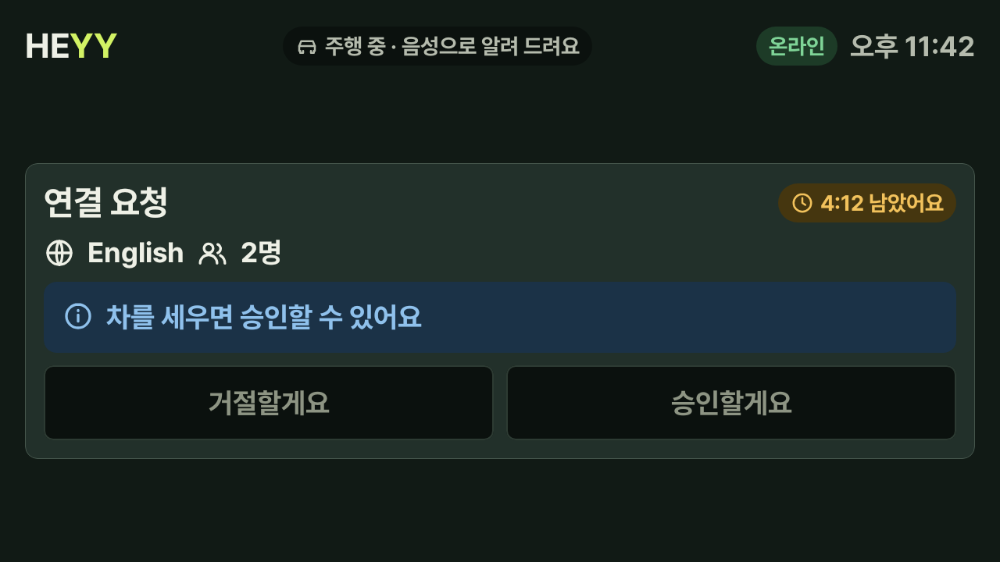 HEYY
주행 중 · 음성으로 알려 드려요
온라인
오후 11:42
연결 요청
4:12 남았어요
English 2명
차를 세우면 승인할 수 있어요
거절할게요
승인할게요